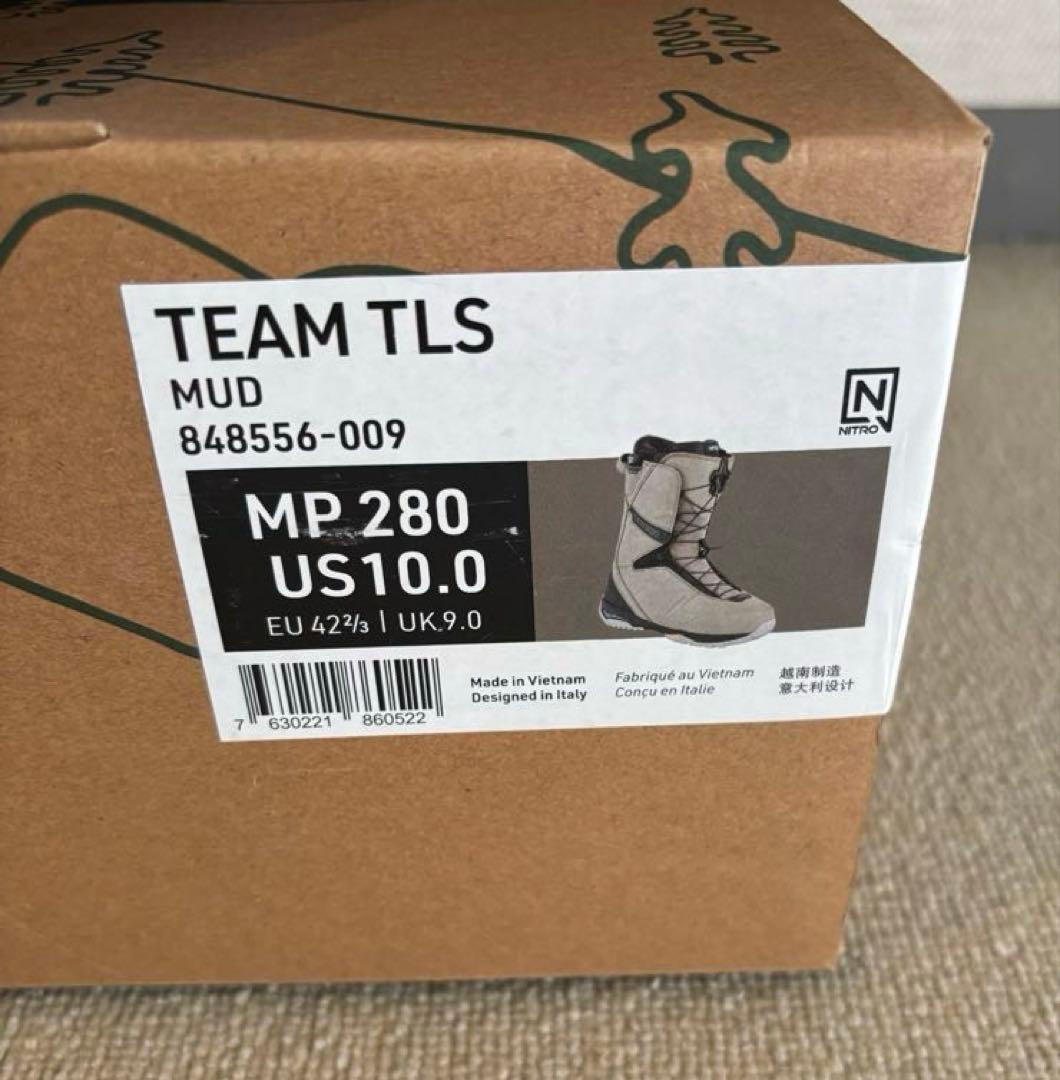 TEAM TLS
MUD
848556-009
NITRO
MP 280
US10.0
EU 42⅔ | UK 9.0
7 630221 860522
Made in Vietnam
Designed in Italy
Fabriqué au Vietnam
Conçu en Italie
越南制造
意大利设计